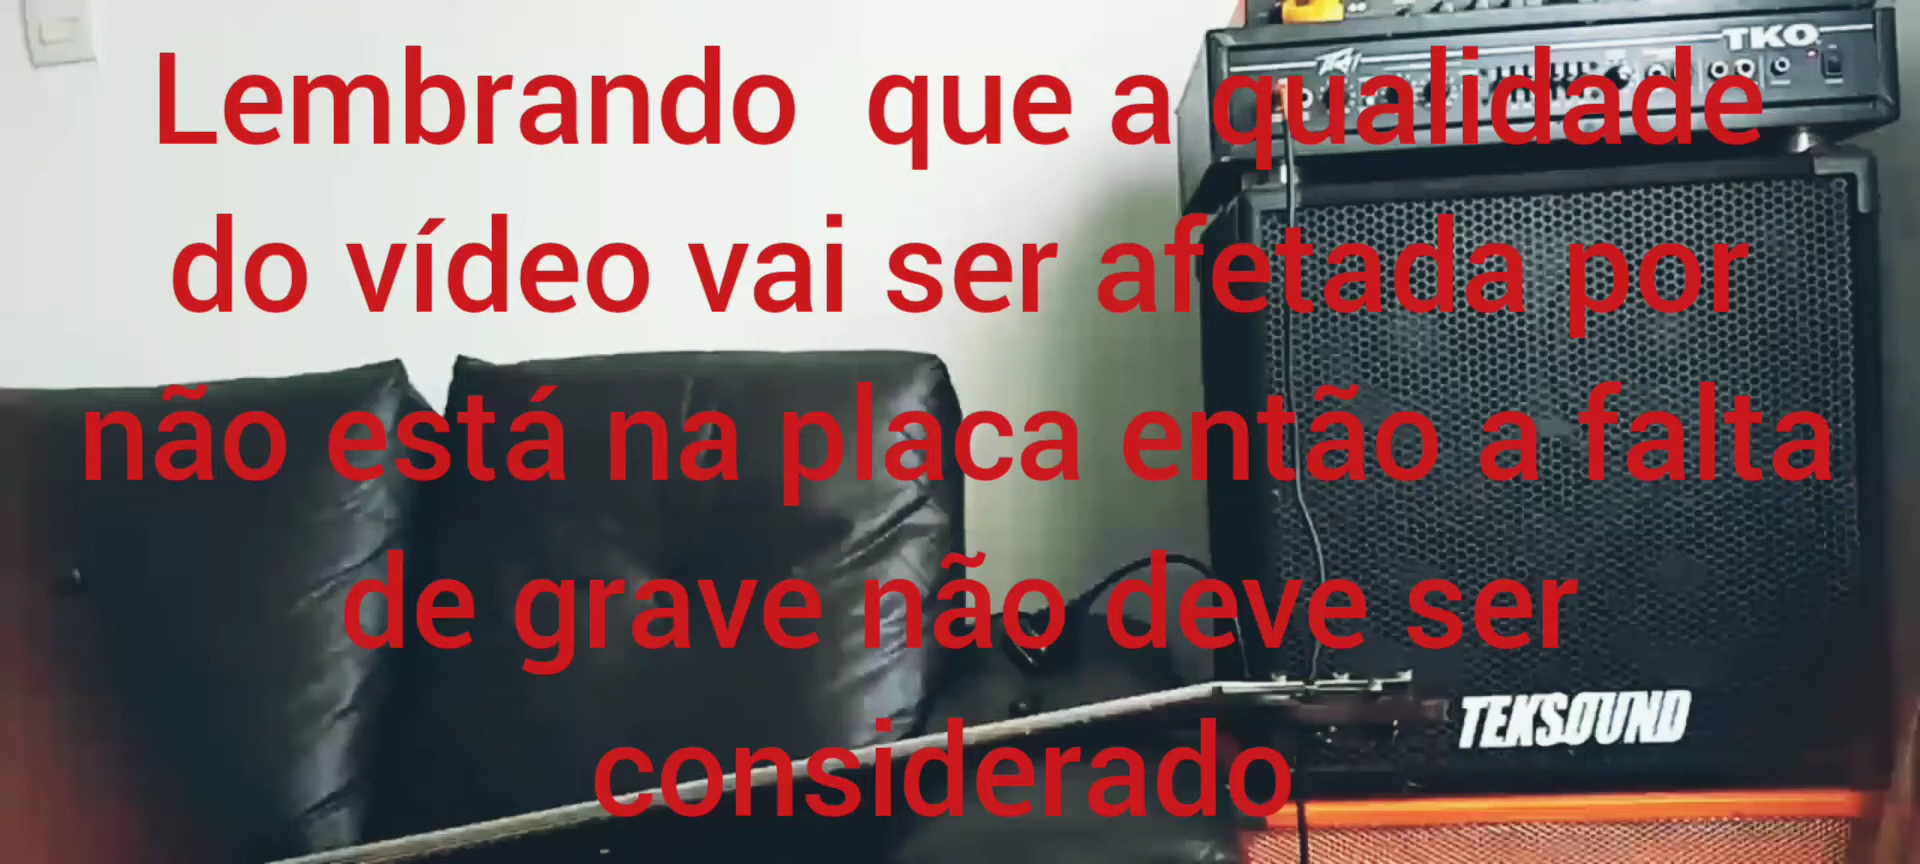 TKO
PEAVEY
Lembrando  que a qualidade
do vídeo vai ser afetada por
não está na placa então a falta
de grave não deve ser
considerado
TEKSOUND